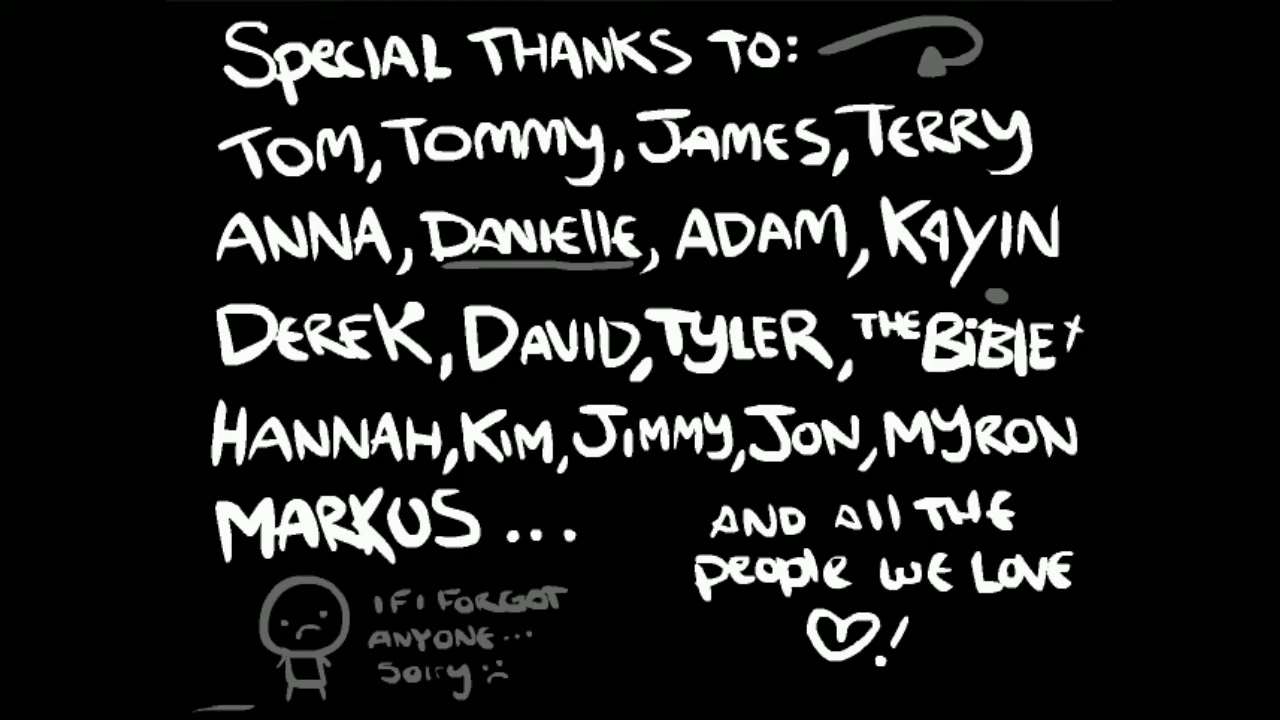 SPecIAL THANKS TO:
TOM, TOMMY, JAMES, TERRY
ANNA, DANIElle, ADAM, KAYIN
DEREK, DAVID, TYLER, THE BiBLE
HANNAH, KIM, JIMMY, JON, MYRON
MARKUS...
AND All THE
people WE LOVE
!
IF I FORGOT
ANYONE...
Sorry :(